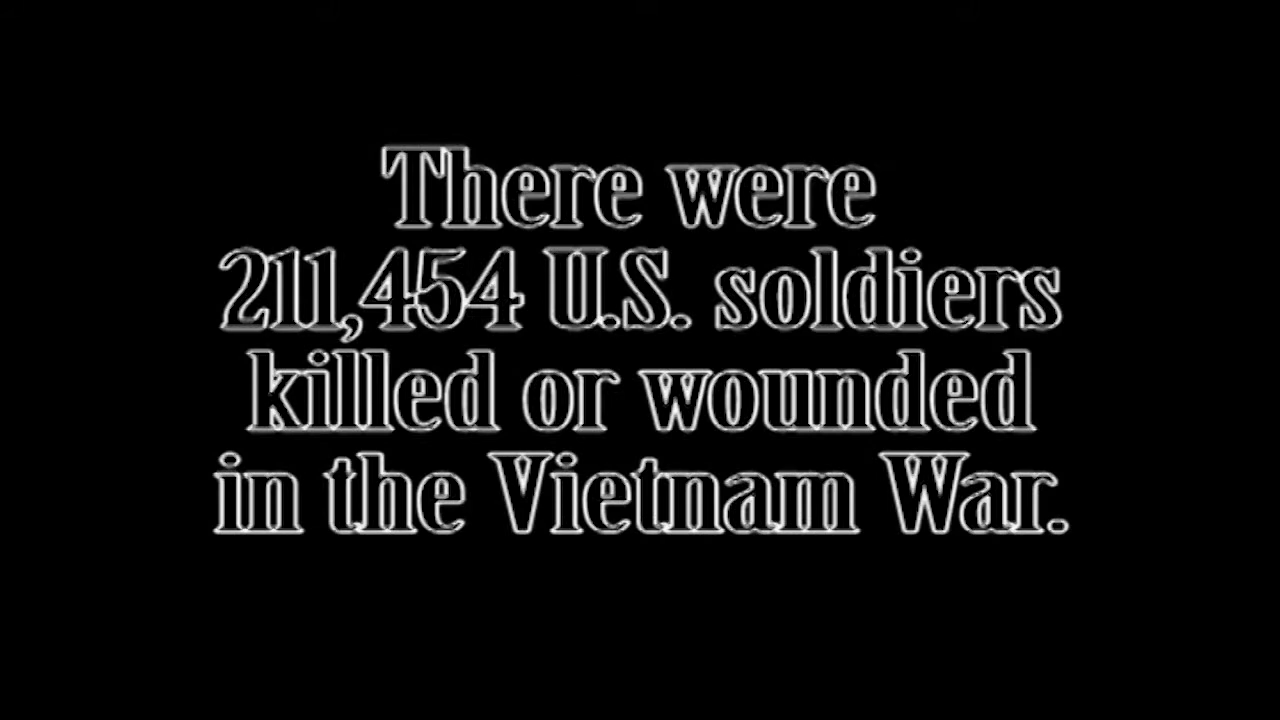 There were
211,454 U.S. soldiers
killed or wounded
in the Vietnam War.